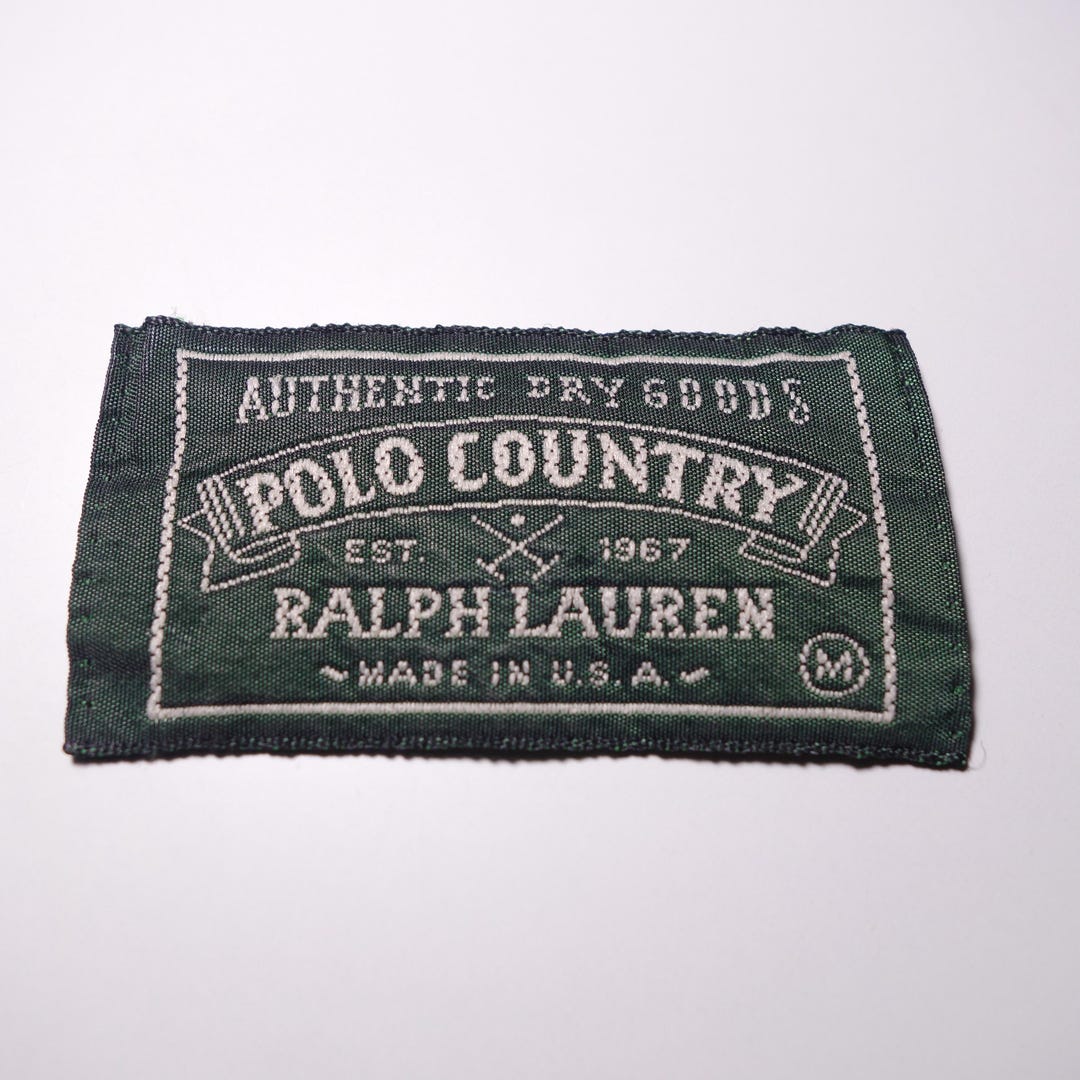 AUTHENTIC DRY GOODS
POLO COUNTRY
EST. 1967
RALPH LAUREN
~MADE IN U.S.A.~
M